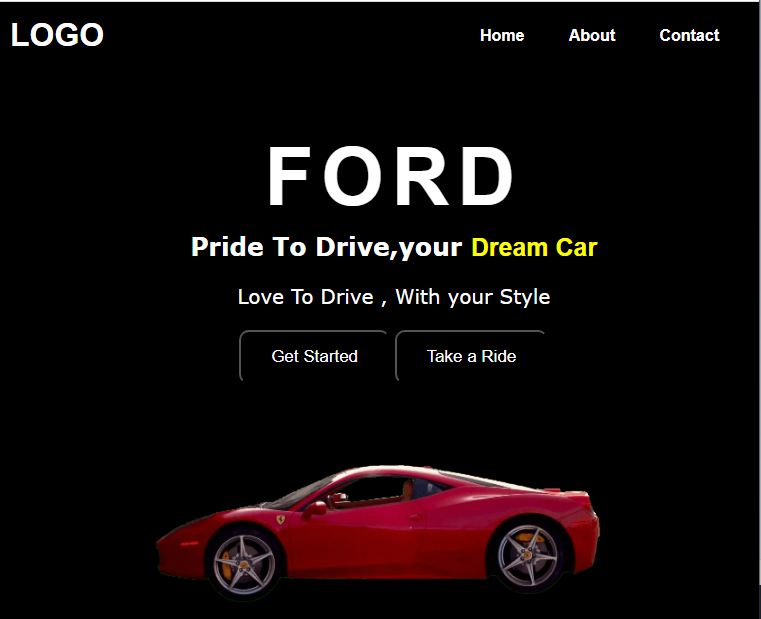 LOGO Home About Contact
FORD
Pride To Drive,your Dream Car
Love To Drive , With your Style
Get Started Take a Ride